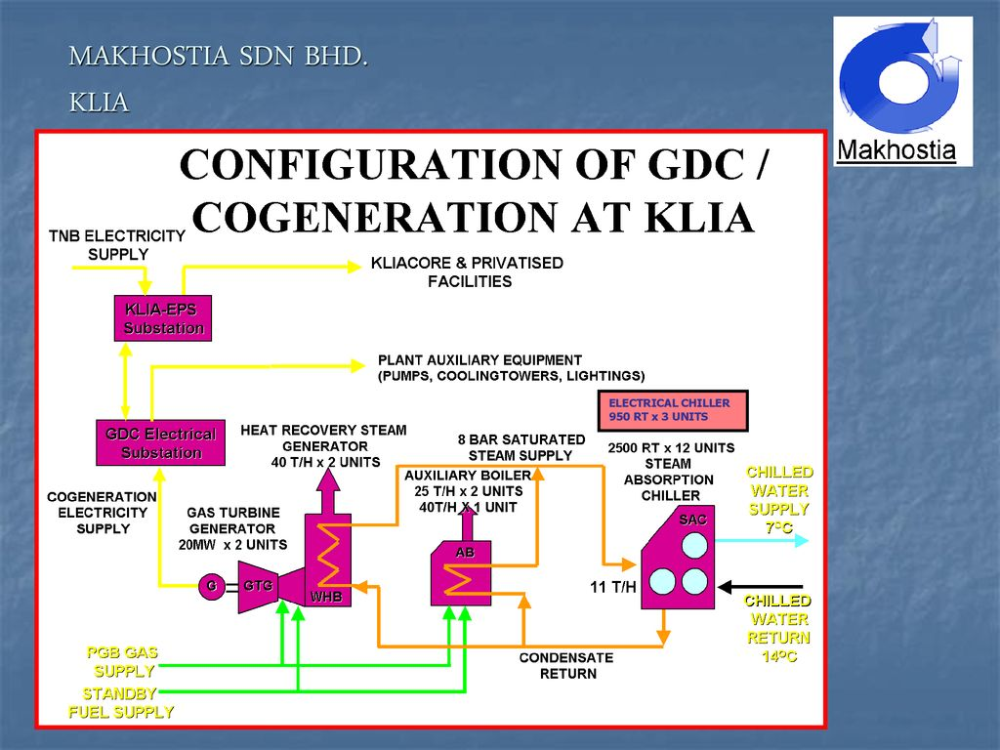 MAKHOSTIA SDN BHD.
KLIA
Makhostia
CONFIGURATION OF GDC /
COGENERATION AT KLIA
TNB ELECTRICITY
SUPPLY
KLIACORE & PRIVATISED
FACILITIES
KLIA-EPS
Substation
PLANT AUXILIARY EQUIPMENT
(PUMPS, COOLINGTOWERS, LIGHTINGS)
ELECTRICAL CHILLER
950 RT x 3 UNITS
GDC Electrical
Substation
HEAT RECOVERY STEAM
GENERATOR
40 T/H x 2 UNITS
8 BAR SATURATED
STEAM SUPPLY
2500 RT x 12 UNITS
STEAM
ABSORPTION
CHILLER
AUXILIARY BOILER
25 T/H x 2 UNITS
40T/H X 1 UNIT
CHILLED
WATER
SUPPLY
7°C
COGENERATION
ELECTRICITY
SUPPLY
GAS TURBINE
GENERATOR
20MW x 2 UNITS
SAC
AB
G
GTG
WHB
11 T/H
CHILLED
WATER
RETURN
14°C
PGB GAS
SUPPLY
CONDENSATE
RETURN
STANDBY
FUEL SUPPLY